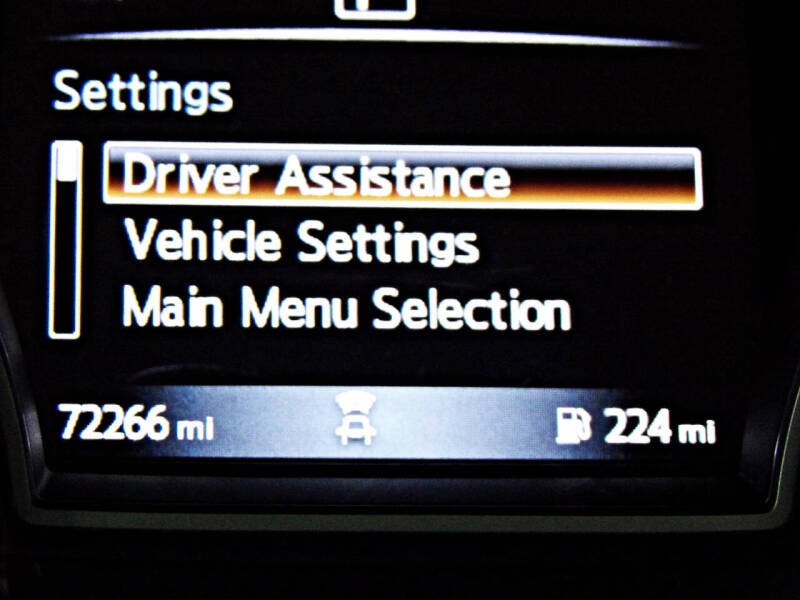 Settings
Driver Assistance
Vehicle Settings
Main Menu Selection
72266 mi 224 mi